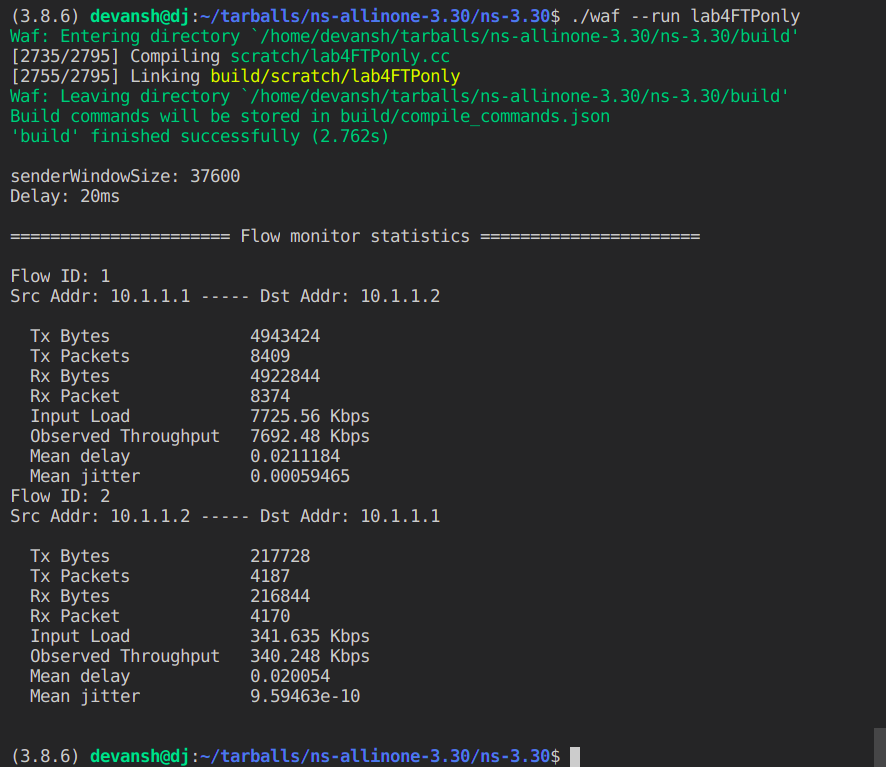 (3.8.6) devansh@dj:~/tarballs/ns-allinone-3.30/ns-3.30$ ./waf --run lab4FTPonly
Waf: Entering directory `/home/devansh/tarballs/ns-allinone-3.30/ns-3.30/build'
[2735/2795] Compiling scratch/lab4FTPonly.cc
[2755/2795] Linking build/scratch/lab4FTPonly
Waf: Leaving directory `/home/devansh/tarballs/ns-allinone-3.30/ns-3.30/build'
Build commands will be stored in build/compile_commands.json
'build' finished successfully (2.762s)
senderWindowSize: 37600
Delay: 20ms
====================== Flow monitor statistics ======================
Flow ID: 1
Src Addr: 10.1.1.1 ----- Dst Addr: 10.1.1.2
Tx Bytes 4943424
Tx Packets 8409
Rx Bytes 4922844
Rx Packet 8374
Input Load 7725.56 Kbps
Observed Throughput 7692.48 Kbps
Mean delay 0.0211184
Mean jitter 0.00059465
Flow ID: 2
Src Addr: 10.1.1.2 ----- Dst Addr: 10.1.1.1
Tx Bytes 217728
Tx Packets 4187
Rx Bytes 216844
Rx Packet 4170
Input Load 341.635 Kbps
Observed Throughput 340.248 Kbps
Mean delay 0.020054
Mean jitter 9.59463e-10
(3.8.6) devansh@dj:~/tarballs/ns-allinone-3.30/ns-3.30$